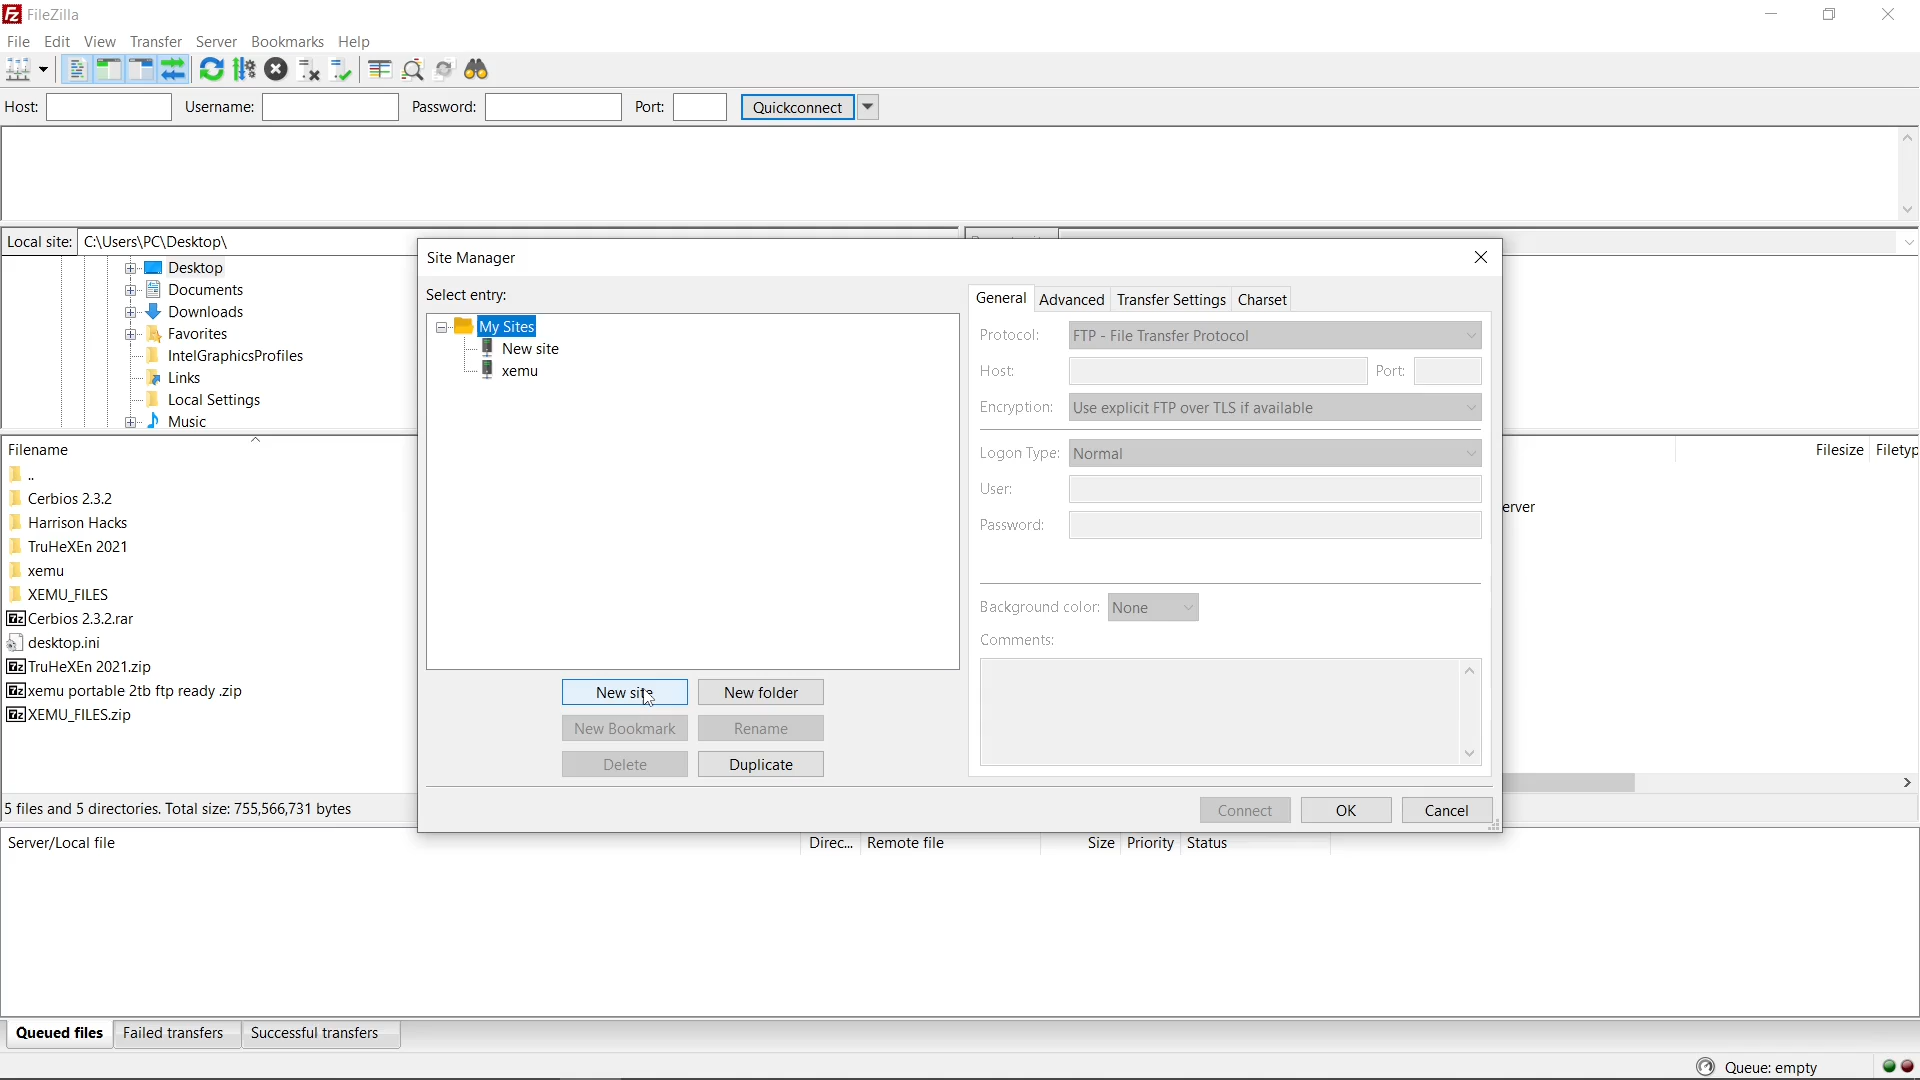 FileZilla
File Edit View Transfer Server Bookmarks Help
Host: Username: Password: Port: Quickconnect
Local site: C:\Users\PC\Desktop\
Desktop
Documents
Downloads
Favorites
IntelGraphicsProfiles
Links
Local Settings
Music
Filename
..
Cerbios 2.3.2
Harrison Hacks
TruHeXEn 2021
xemu
XEMU_FILES
Cerbios 2.3.2.rar
desktop.ini
TruHeXEn 2021.zip
xemu portable 2tb ftp ready .zip
XEMU_FILES.zip
5 files and 5 directories. Total size: 755,566,731 bytes
Site Manager
Select entry:
My Sites
New site
xemu
New site New folder
New Bookmark Rename
Delete Duplicate
General Advanced Transfer Settings Charset
Protocol: FTP - File Transfer Protocol
Host: Port:
Encryption: Use explicit FTP over TLS if available
Logon Type: Normal
User:
Password:
Background color: None
Comments:
Connect OK Cancel
Filesize Filetyp
erver
Server/Local file Direc... Remote file Size Priority Status
Queued files Failed transfers Successful transfers
Queue: empty